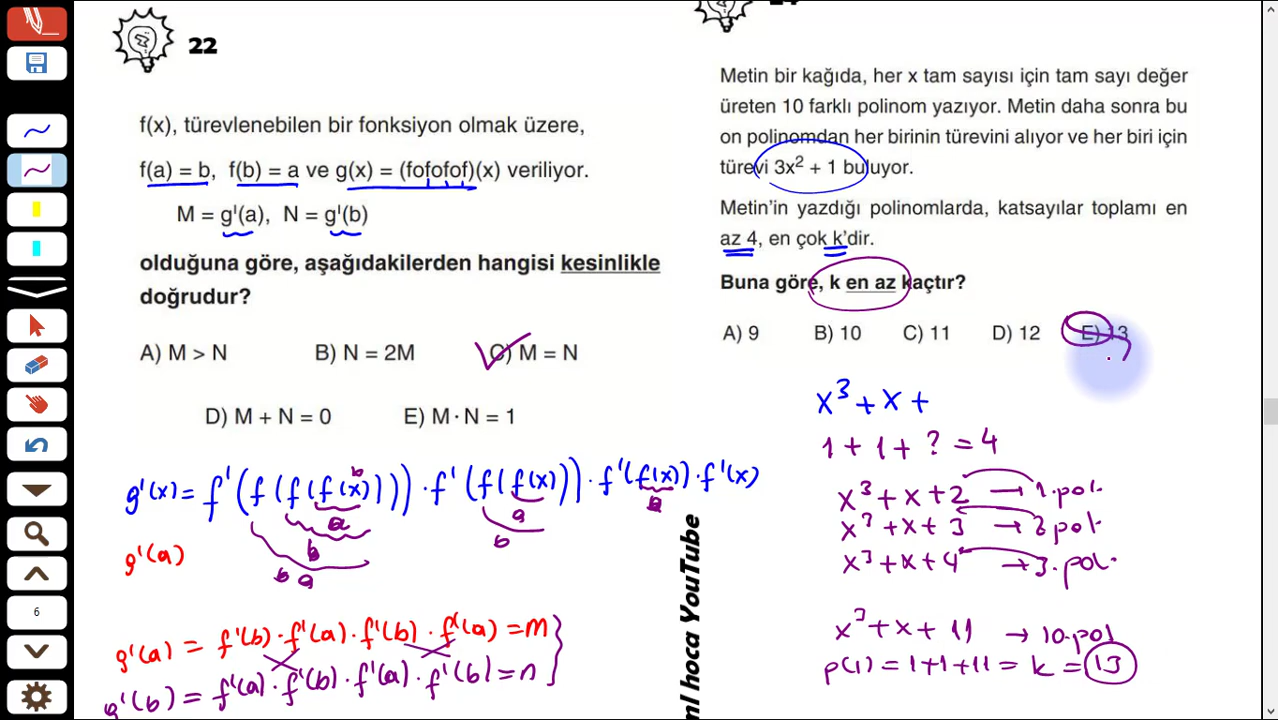 22
f(x), türevlenebilen bir fonksiyon olmak üzere,
f(a) = b, f(b) = a ve g(x) = (fofofof)(x) veriliyor.
M = g'(a), N = g'(b)
olduğuna göre, aşağıdakilerden hangisi kesinlikle
doğrudur?
A) M > N B) N = 2M C) M = N
D) M + N = 0 E) M · N = 1
g'(x) = f'(f(f(f(x)))) · f'(f(f(x))) · f'(f(x)) · f'(x)
b
a
b
b a
a
b
g'(a)
g'(a) = f'(b) · f'(a) · f'(b) · f'(a) = m
g'(b) = f'(a) · f'(b) · f'(a) · f'(b) = n
6
Metin bir kağıda, her x tam sayısı için tam sayı değer
üreten 10 farklı polinom yazıyor. Metin daha sonra bu
on polinomdan her birinin türevini alıyor ve her biri için
türevi 3x² + 1 buluyor.
Metin'in yazdığı polinomlarda, katsayılar toplamı en
az 4, en çok k'dir.
Buna göre, k en az kaçtır?
A) 9 B) 10 C) 11 D) 12 E) 13
x³ + x +
1 + 1 + ? = 4
x³ + x + 2 → 1. pol.
x³ + x + 3 → 2 pol.
x³ + x + 4 → 3. pol.
x³ + x + 11 → 10. pol
p(1) = 1 + 1 + 11 = k = 13
ml hoca YouTube